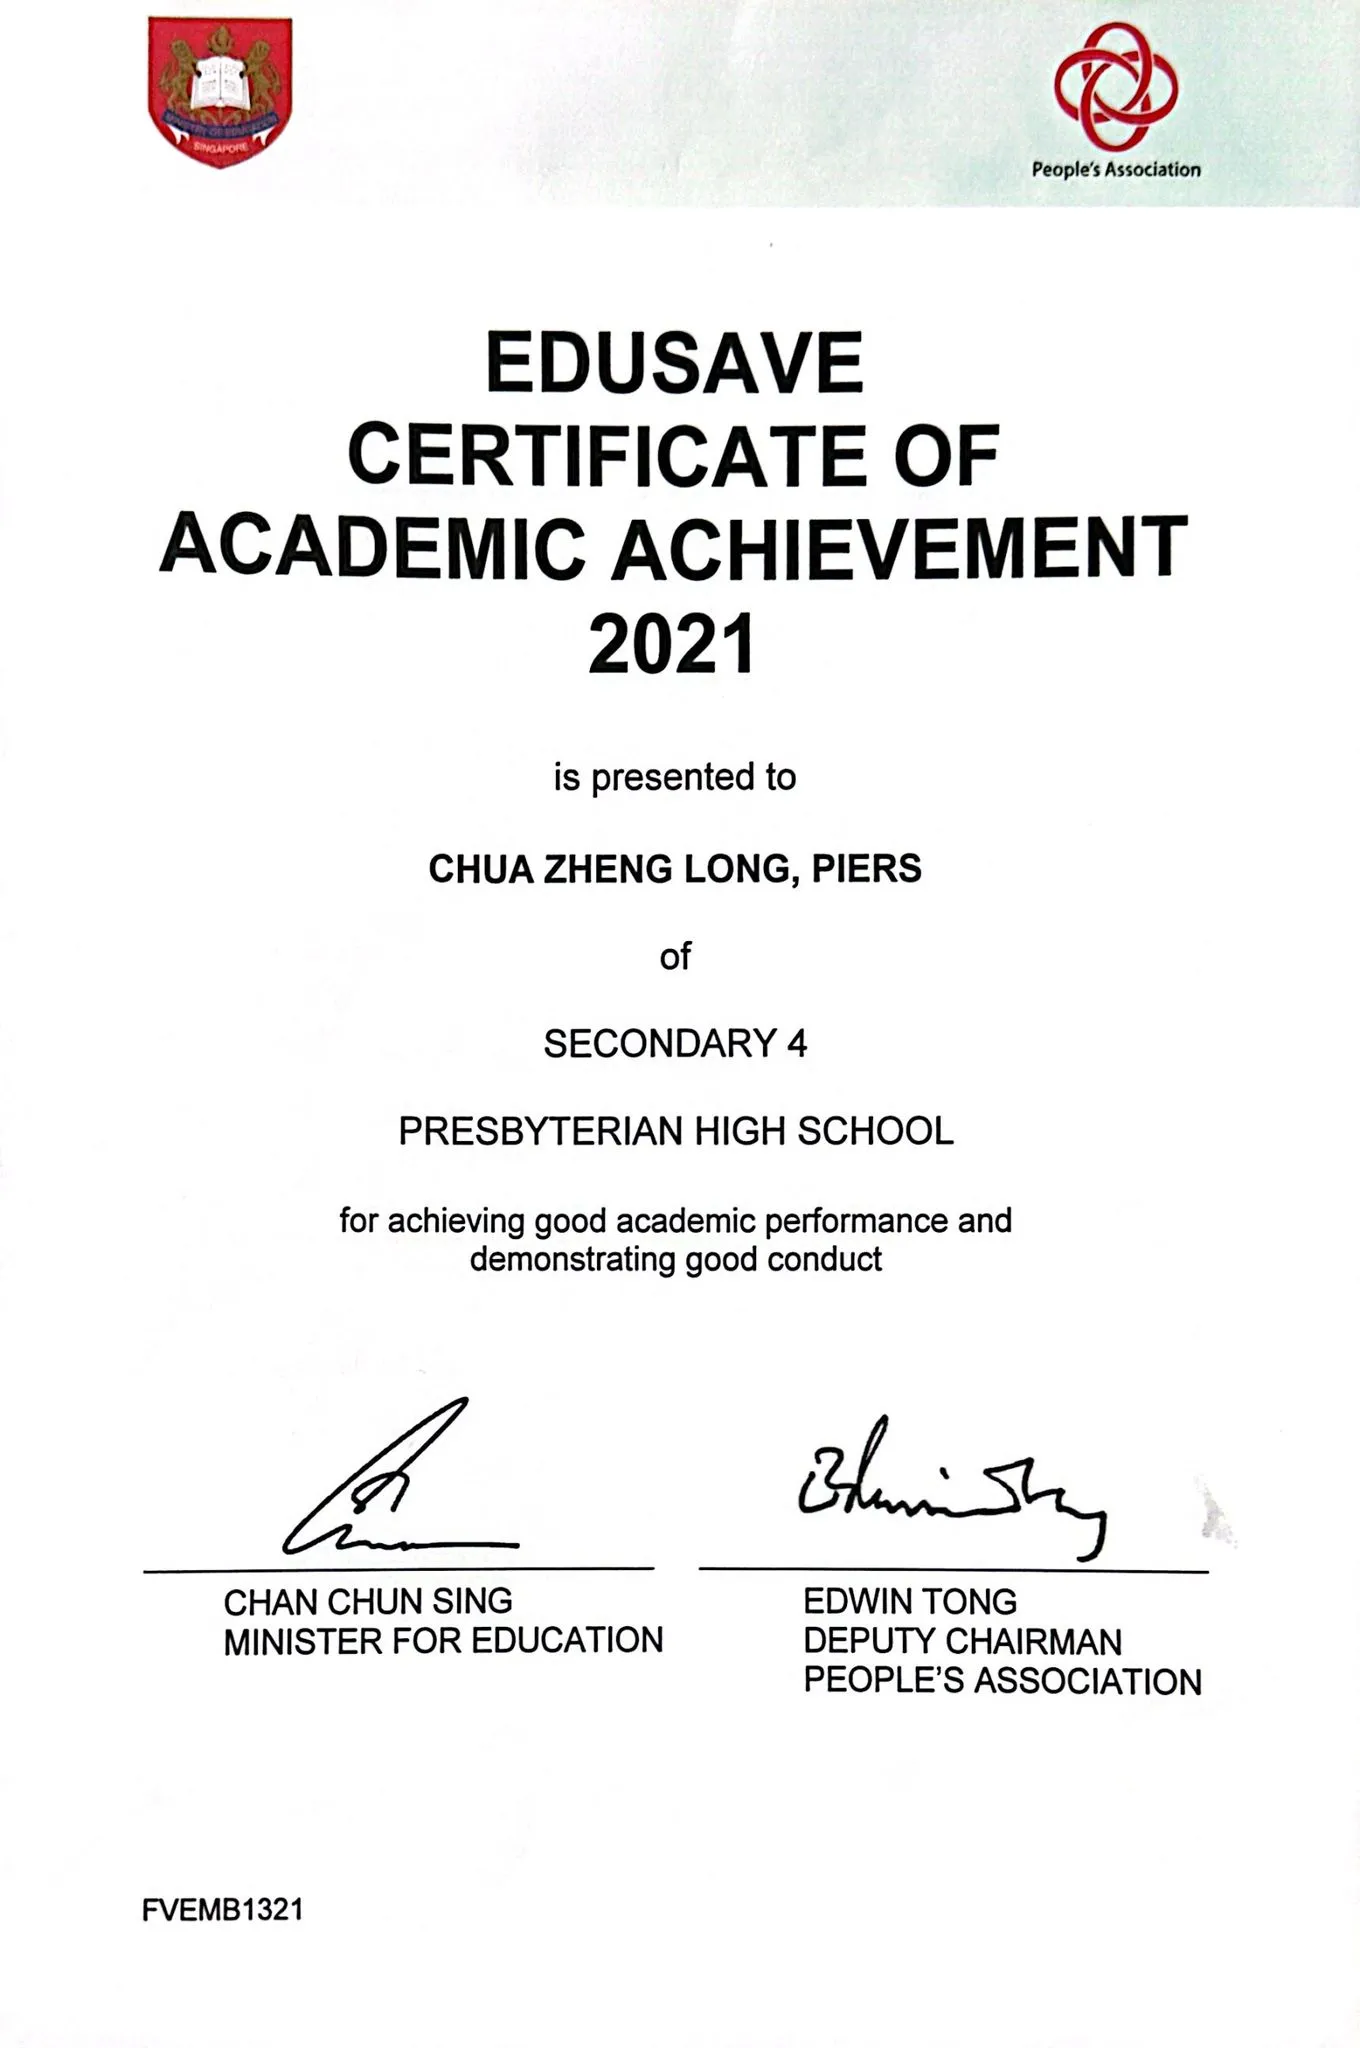 MINISTRY OF EDUCATION
SINGAPORE
People's Association
EDUSAVE
CERTIFICATE OF
ACADEMIC ACHIEVEMENT
2021
is presented to
CHUA ZHENG LONG, PIERS
of
SECONDARY 4
PRESBYTERIAN HIGH SCHOOL
for achieving good academic performance and
demonstrating good conduct
CHAN CHUN SING
MINISTER FOR EDUCATION
EDWIN TONG
DEPUTY CHAIRMAN
PEOPLE'S ASSOCIATION
FVEMB1321